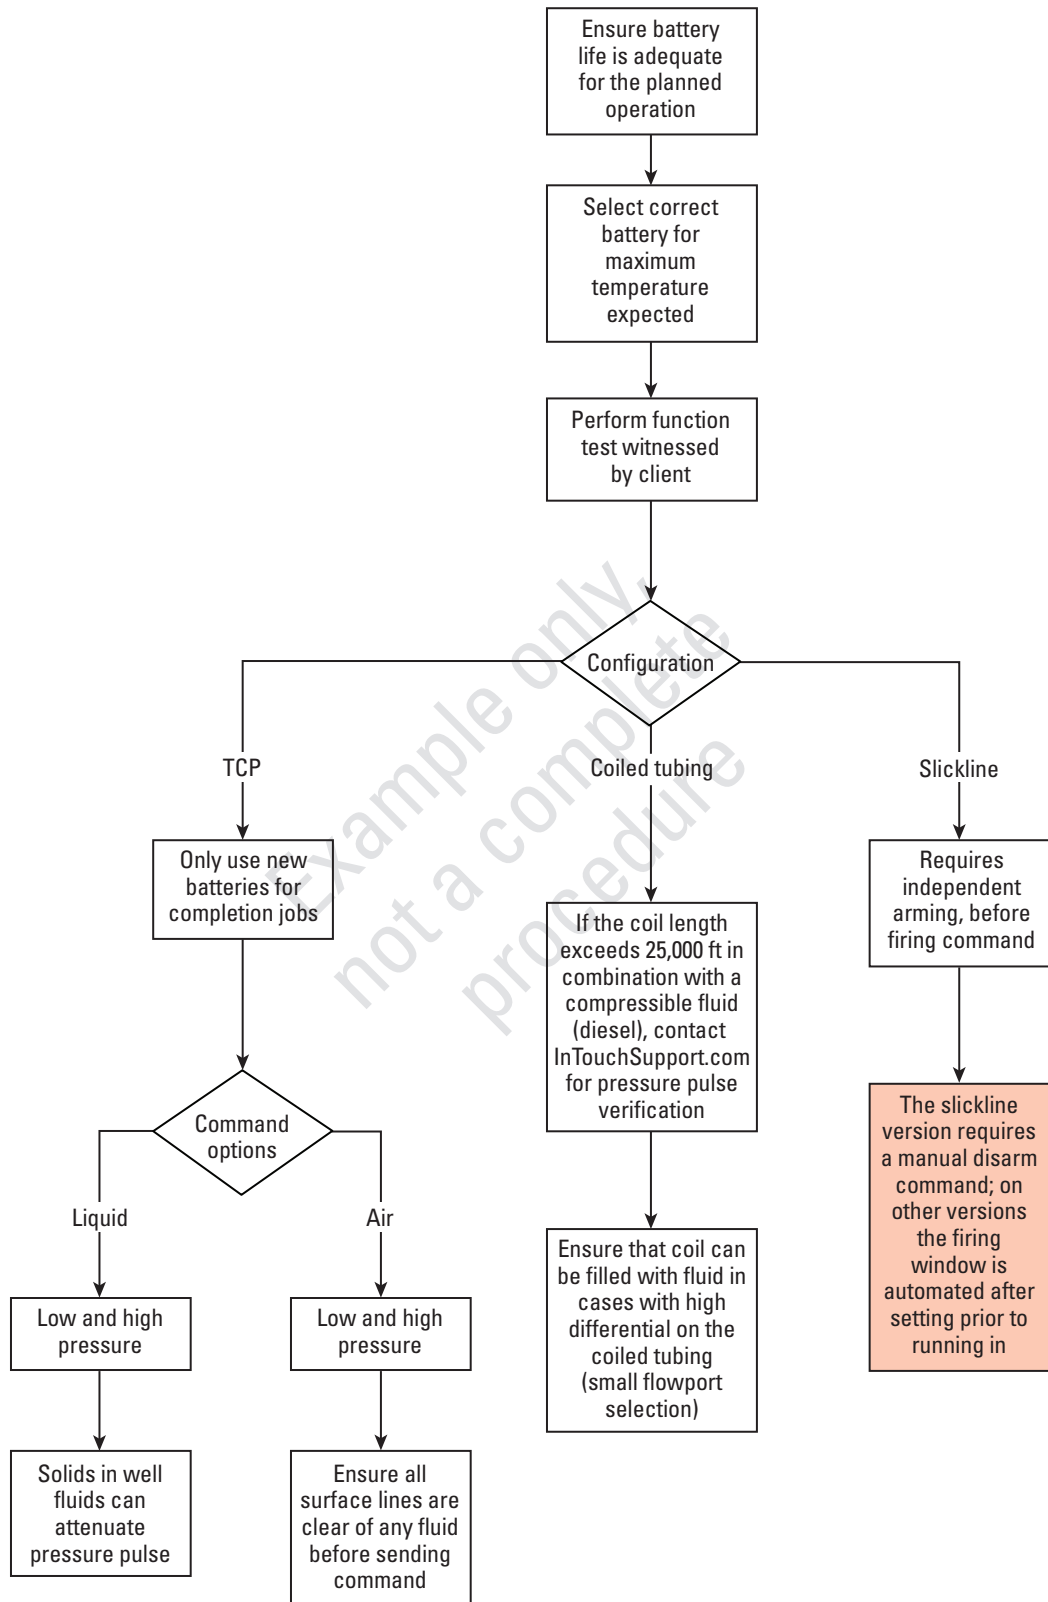 Ensure battery
life is adequate
for the planned
operation
Select correct
battery for
maximum
temperature
expected
Perform function
test witnessed
by client
Configuration
TCP
Coiled tubing
Slickline
Only use new
batteries for
completion jobs
Command
options
Liquid
Air
Low and high
pressure
Low and high
pressure
Solids in well
fluids can
attenuate
pressure pulse
Ensure all
surface lines are
clear of any fluid
before sending
command
If the coil length
exceeds 25,000 ft in
combination with a
compressible fluid
(diesel), contact
InTouchSupport.com
for pressure pulse
verification
Ensure that coil can
be filled with fluid in
cases with high
differential on the
coiled tubing
(small flowport
selection)
Requires
independent
arming, before
firing command
The slickline
version requires
a manual disarm
command; on
other versions
the firing
window is
automated after
setting prior to
running in
Example only,
not a complete
procedure